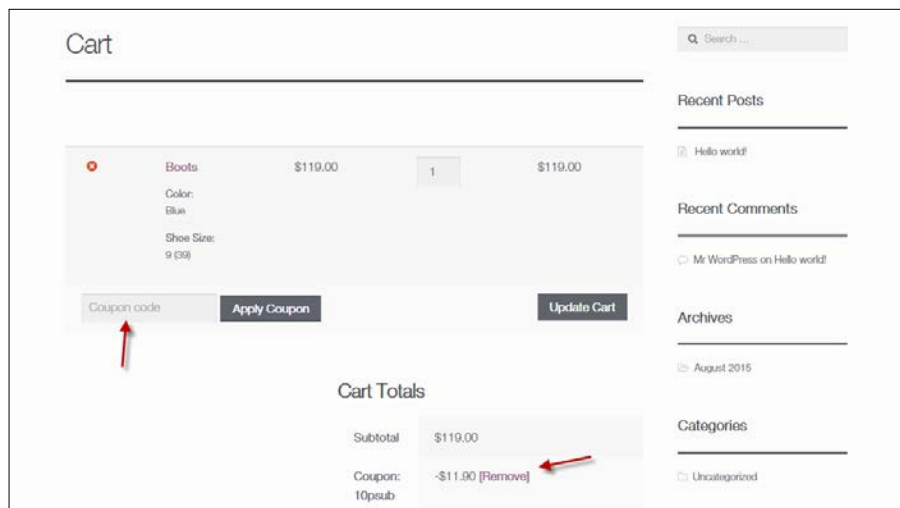 Cart
Boots $119.00 1 $119.00
Color:
Blue
Shoe Size:
9 (39)
Coupon code Apply Coupon Update Cart
Cart Totals
Subtotal $119.00
Coupon: -$11.90 [Remove]
10psub
Search ...
Recent Posts
Hello world!
Recent Comments
Mr WordPress on Hello world!
Archives
August 2015
Categories
Uncategorized